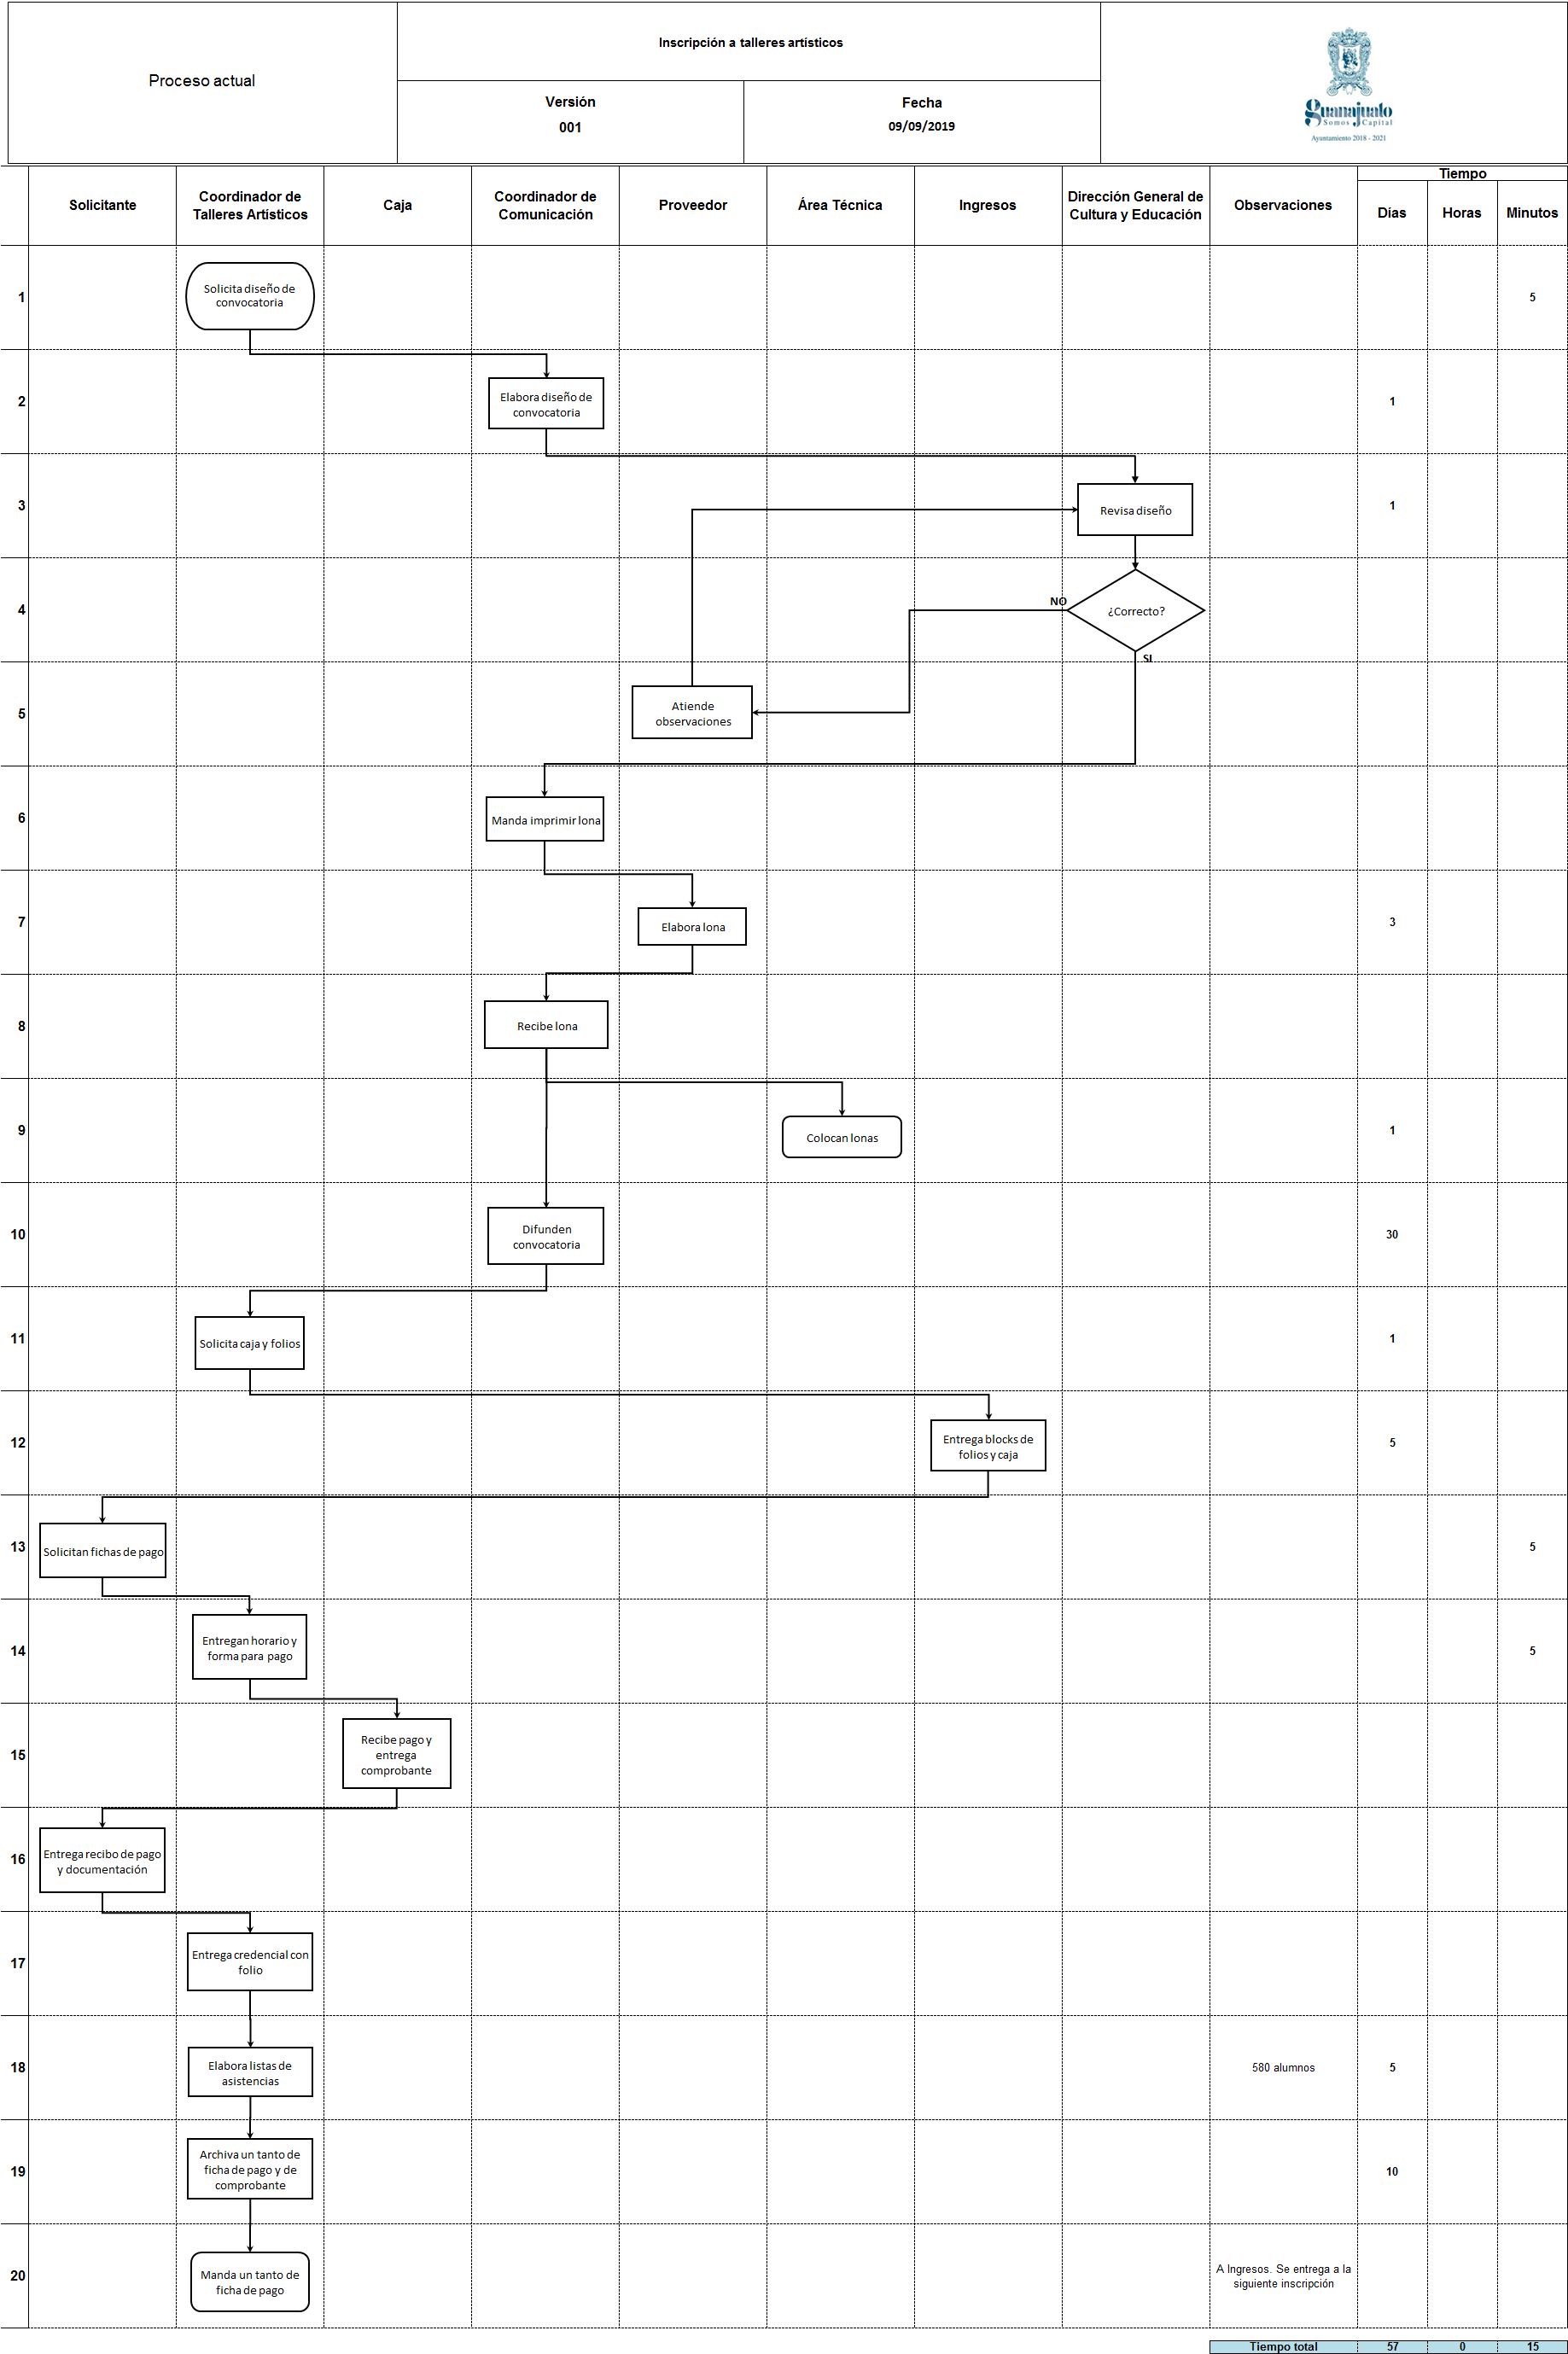 Proceso actual
Inscripción a talleres artísticos
Versión
001
Fecha
09/09/2019
guanajuato
Somos Capital
Ayuntamiento 2018 - 2021
Solicitante
Coordinador de
Talleres Artísticos
Caja
Coordinador de
Comunicación
Proveedor
Área Técnica
Ingresos
Dirección General de
Cultura y Educación
Observaciones
Tiempo
Días
Horas
Minutos
1
Solicita diseño de
convocatoria
5
2
Elabora diseño de
convocatoria
1
3
Revisa diseño
1
4
NO
¿Correcto?
SI
5
Atiende
observaciones
6
Manda imprimir lona
7
Elabora lona
3
8
Recibe lona
9
Colocan lonas
1
10
Difunden
convocatoria
30
11
Solicita caja y folios
1
12
Entrega blocks de
folios y caja
5
13
Solicitan fichas de pago
5
14
Entregan horario y
forma para pago
5
15
Recibe pago y
entrega
comprobante
16
Entrega recibo de pago
y documentación
17
Entrega credencial con
folio
18
Elabora listas de
asistencias
580 alumnos
5
19
Archiva un tanto de
ficha de pago y de
comprobante
10
20
Manda un tanto de
ficha de pago
A Ingresos. Se entrega a la
siguiente inscripción
Tiempo total
57
0
15